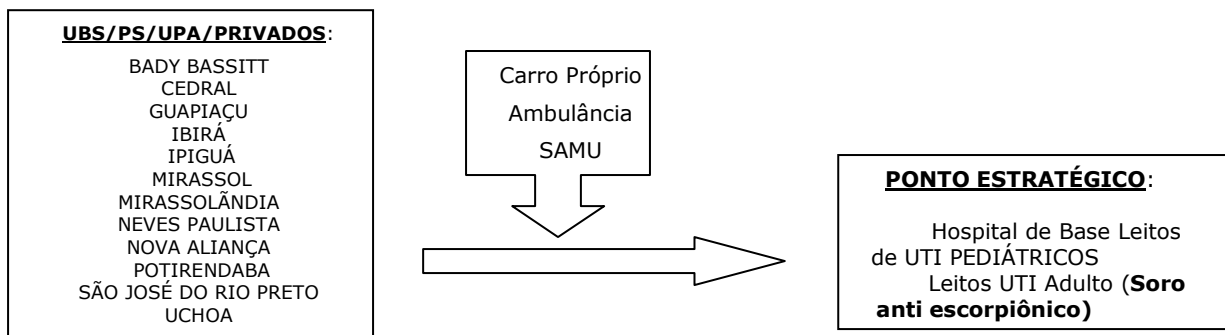 UBS/PS/UPA/PRIVADOS:
BADY BASSITT
CEDRAL
GUAPIAÇU
IBIRÁ
IPIGUÁ
MIRASSOL
MIRASSOLÃNDIA
NEVES PAULISTA
NOVA ALIANÇA
POTIRENDABA
SÃO JOSÉ DO RIO PRETO
UCHOA
Carro Próprio
Ambulância
SAMU
PONTO ESTRATÉGICO:
Hospital de Base Leitos
de UTI PEDIÁTRICOS
Leitos UTI Adulto (Soro
anti escorpiônico)